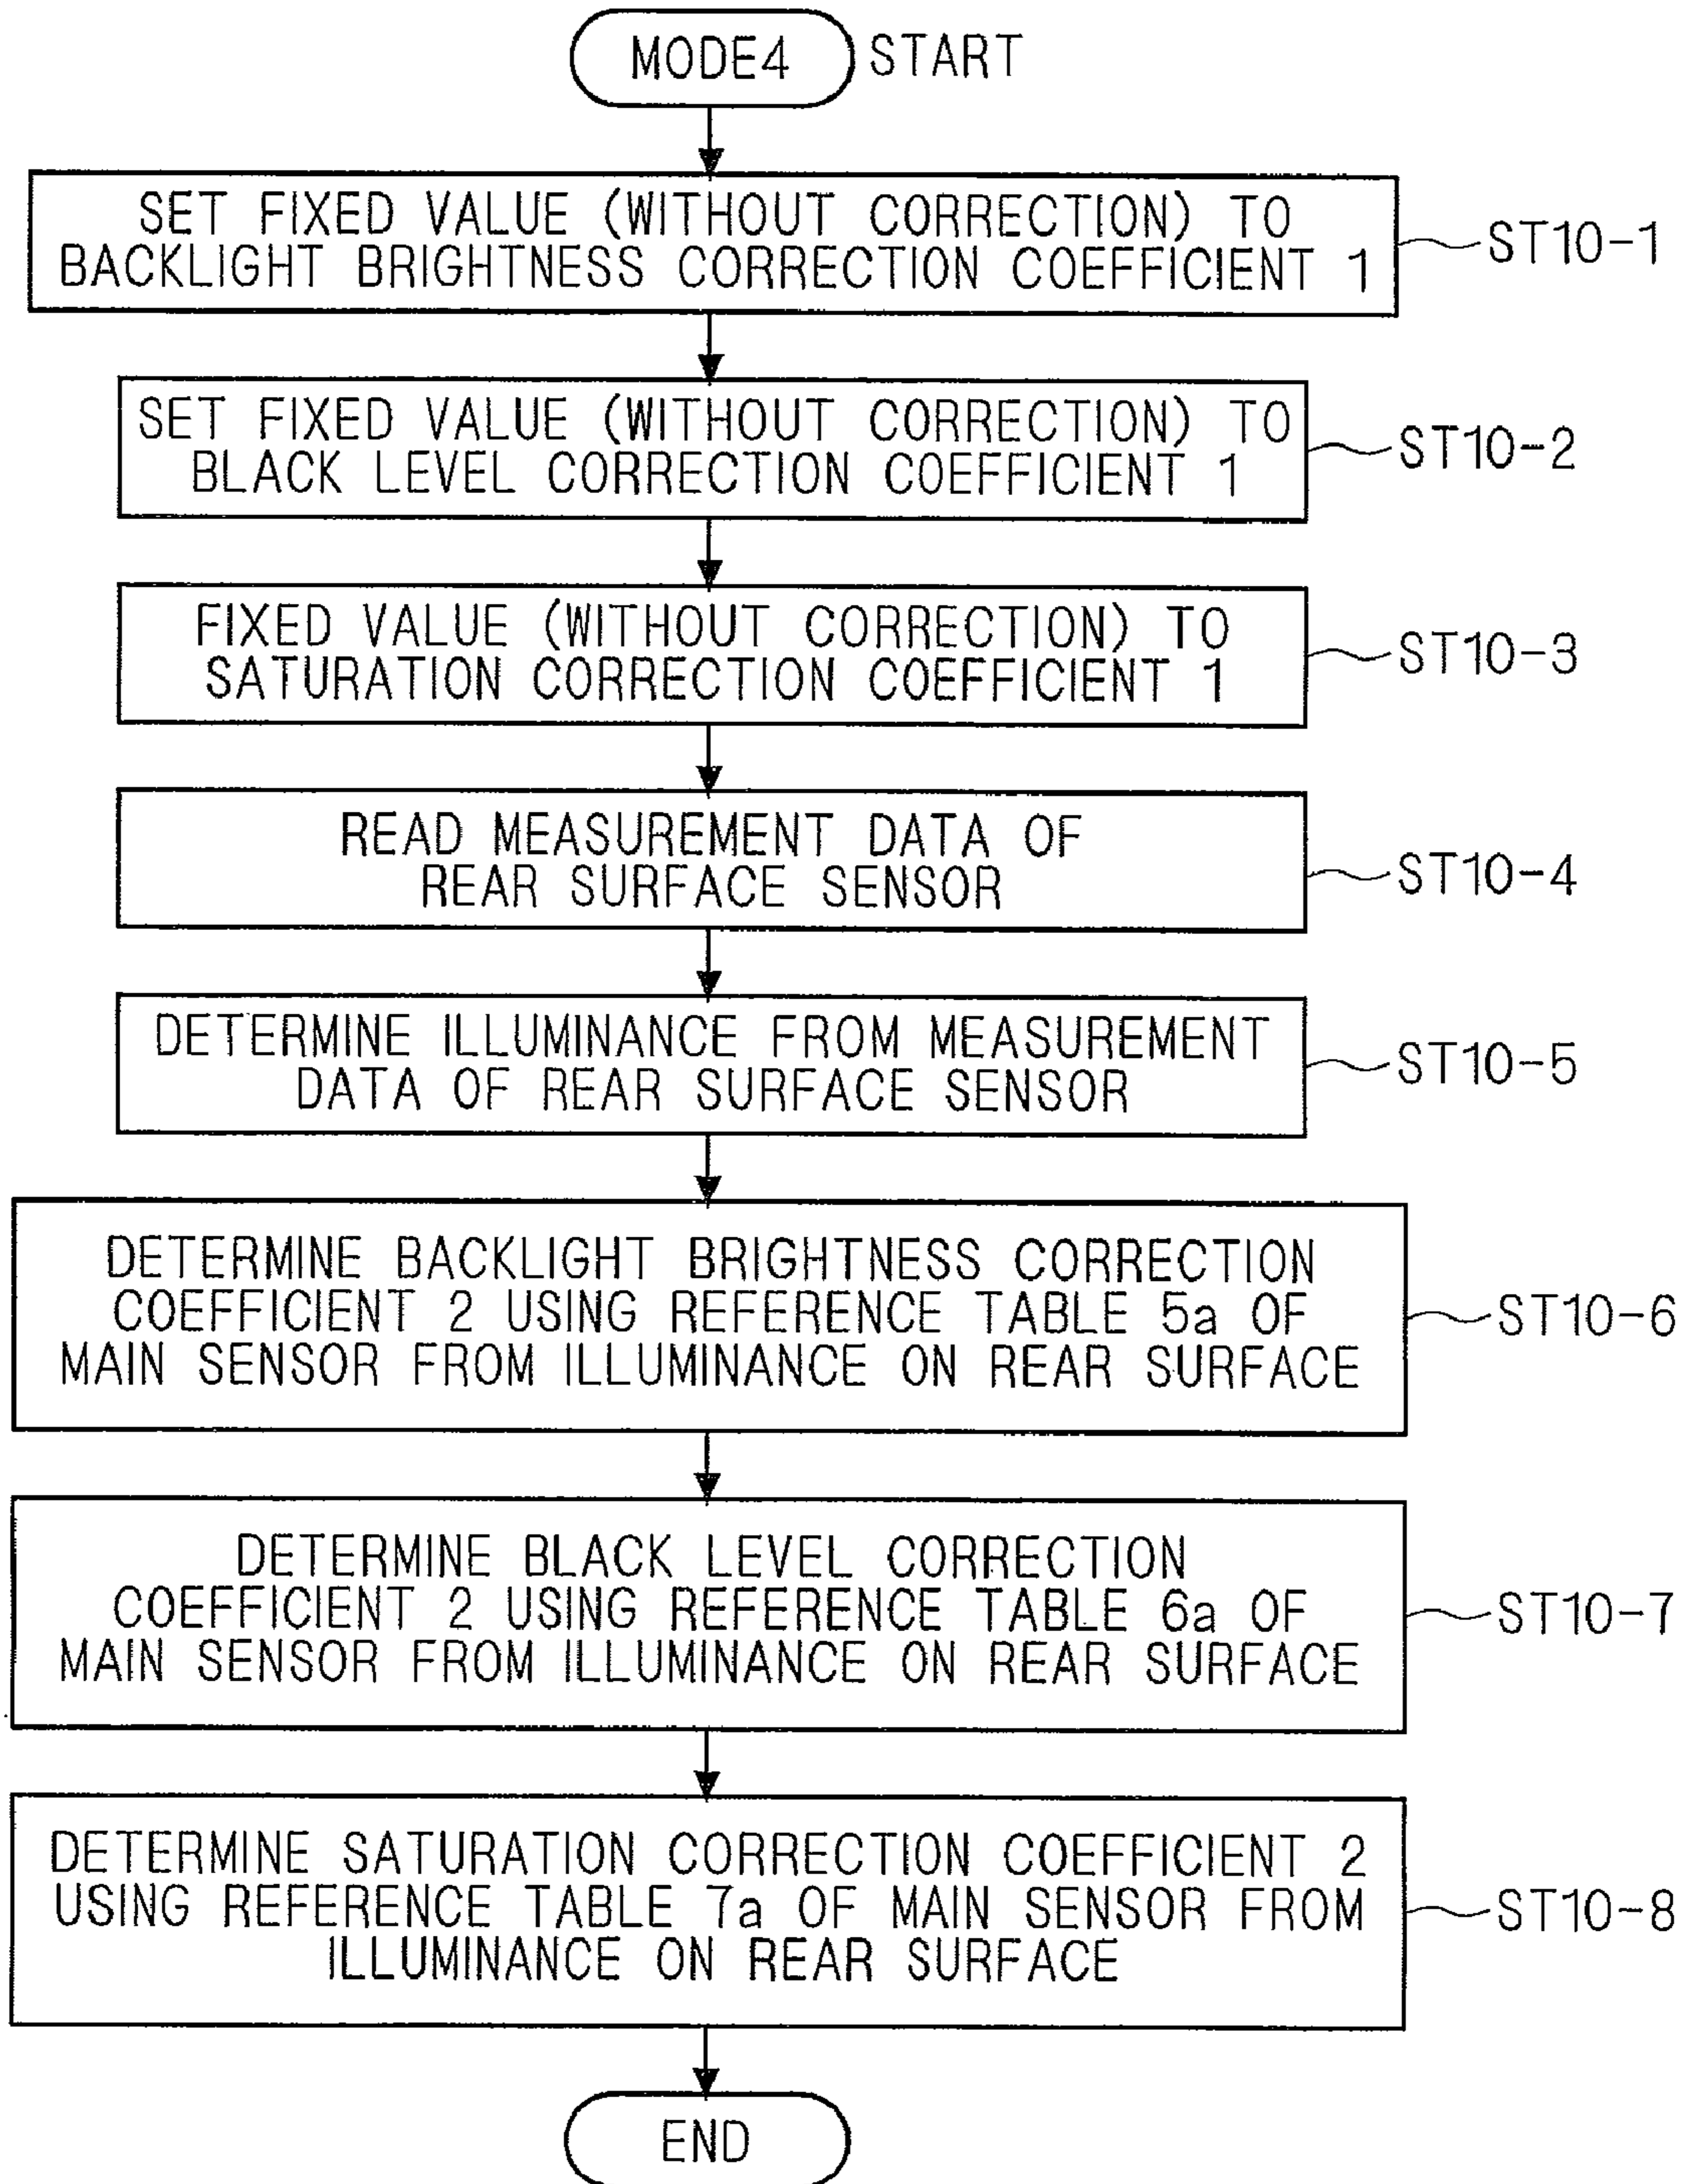 MODE4 START
SET FIXED VALUE (WITHOUT CORRECTION) TO
BACKLIGHT BRIGHTNESS CORRECTION COEFFICIENT 1
ST10-1
SET FIXED VALUE (WITHOUT CORRECTION) TO
BLACK LEVEL CORRECTION COEFFICIENT 1
ST10-2
FIXED VALUE (WITHOUT CORRECTION) TO
SATURATION CORRECTION COEFFICIENT 1
ST10-3
READ MEASUREMENT DATA OF
REAR SURFACE SENSOR
ST10-4
DETERMINE ILLUMINANCE FROM MEASUREMENT
DATA OF REAR SURFACE SENSOR
ST10-5
DETERMINE BACKLIGHT BRIGHTNESS CORRECTION
COEFFICIENT 2 USING REFERENCE TABLE 5a OF
MAIN SENSOR FROM ILLUMINANCE ON REAR SURFACE
ST10-6
DETERMINE BLACK LEVEL CORRECTION
COEFFICIENT 2 USING REFERENCE TABLE 6a OF
MAIN SENSOR FROM ILLUMINANCE ON REAR SURFACE
ST10-7
DETERMINE SATURATION CORRECTION COEFFICIENT 2
USING REFERENCE TABLE 7a OF MAIN SENSOR FROM
ILLUMINANCE ON REAR SURFACE
ST10-8
END